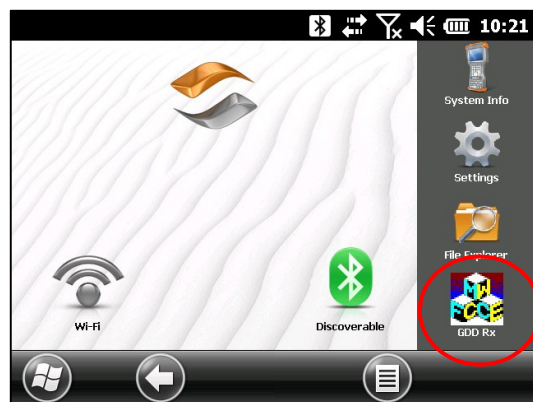 10:21
System Info
Settings
File Explorer
MW
FCCE
GDD Rx
Wi-Fi
Discoverable